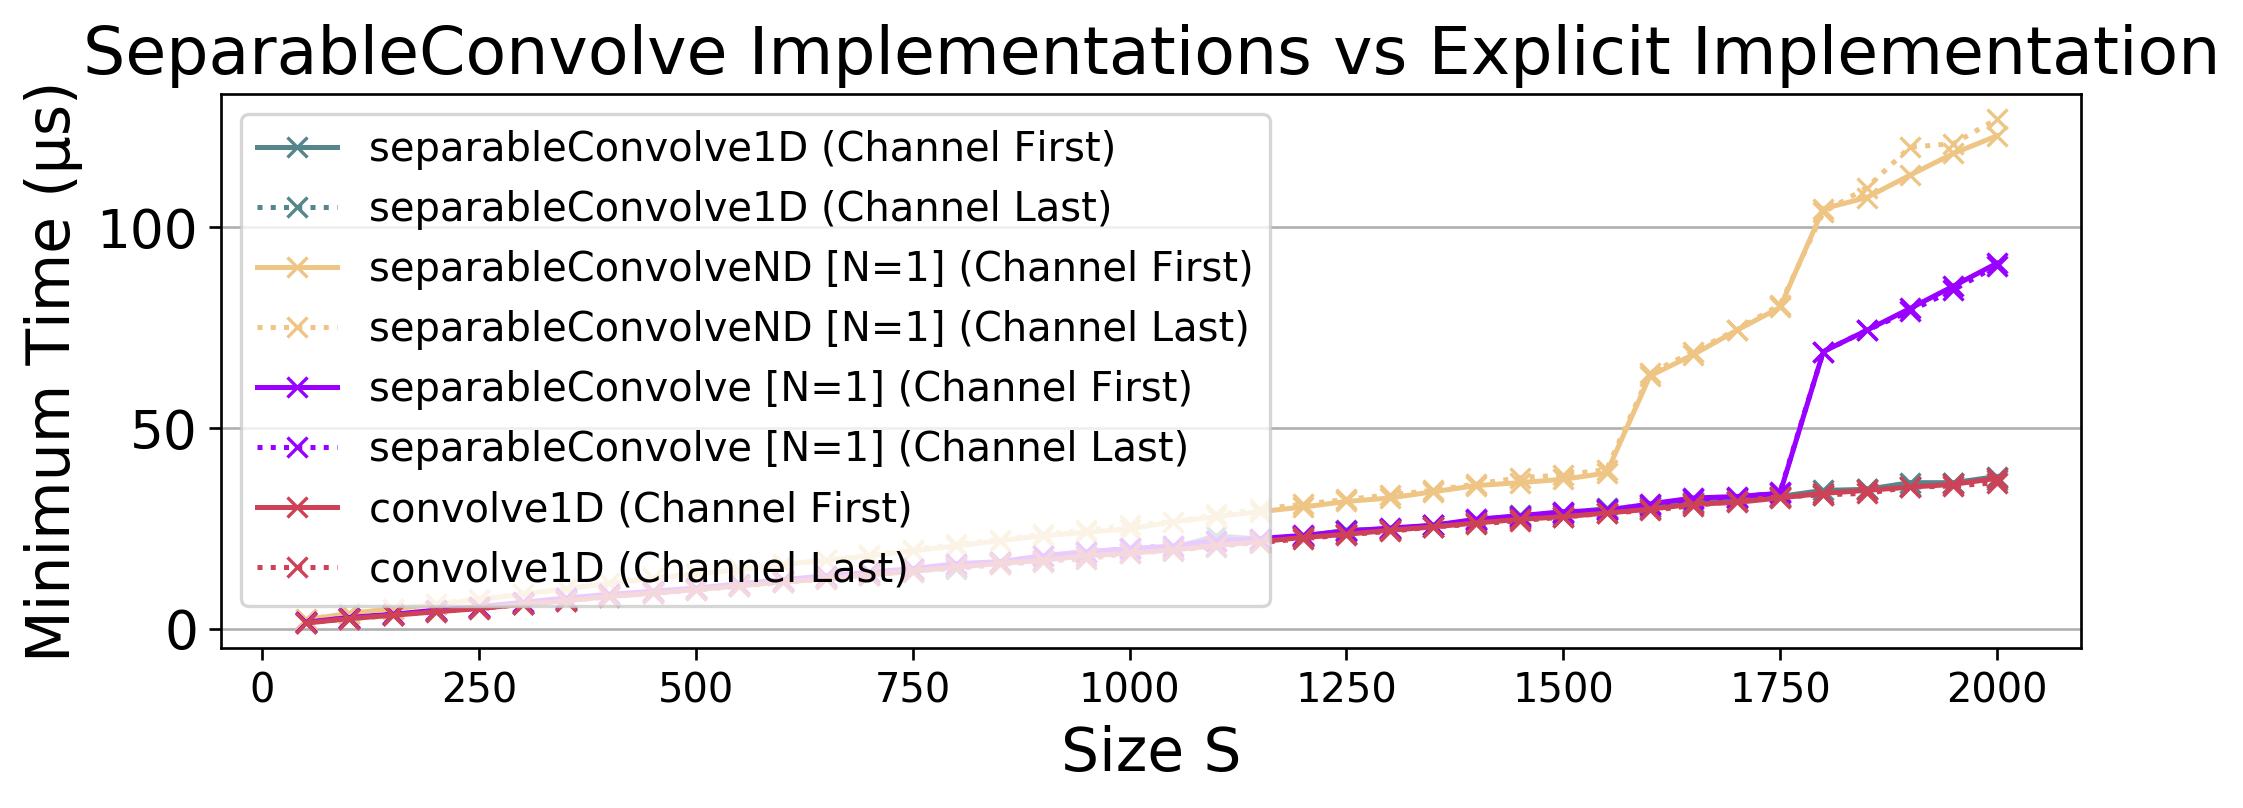 SeparableConvolve Implementations vs Explicit Implementation
Minimum Time (µs)
100
50
0
separableConvolve1D (Channel First)
separableConvolve1D (Channel Last)
separableConvolveND [N=1] (Channel First)
separableConvolveND [N=1] (Channel Last)
separableConvolve [N=1] (Channel First)
separableConvolve [N=1] (Channel Last)
convolve1D (Channel First)
convolve1D (Channel Last)
0 250 500 750 1000 1250 1500 1750 2000
Size S